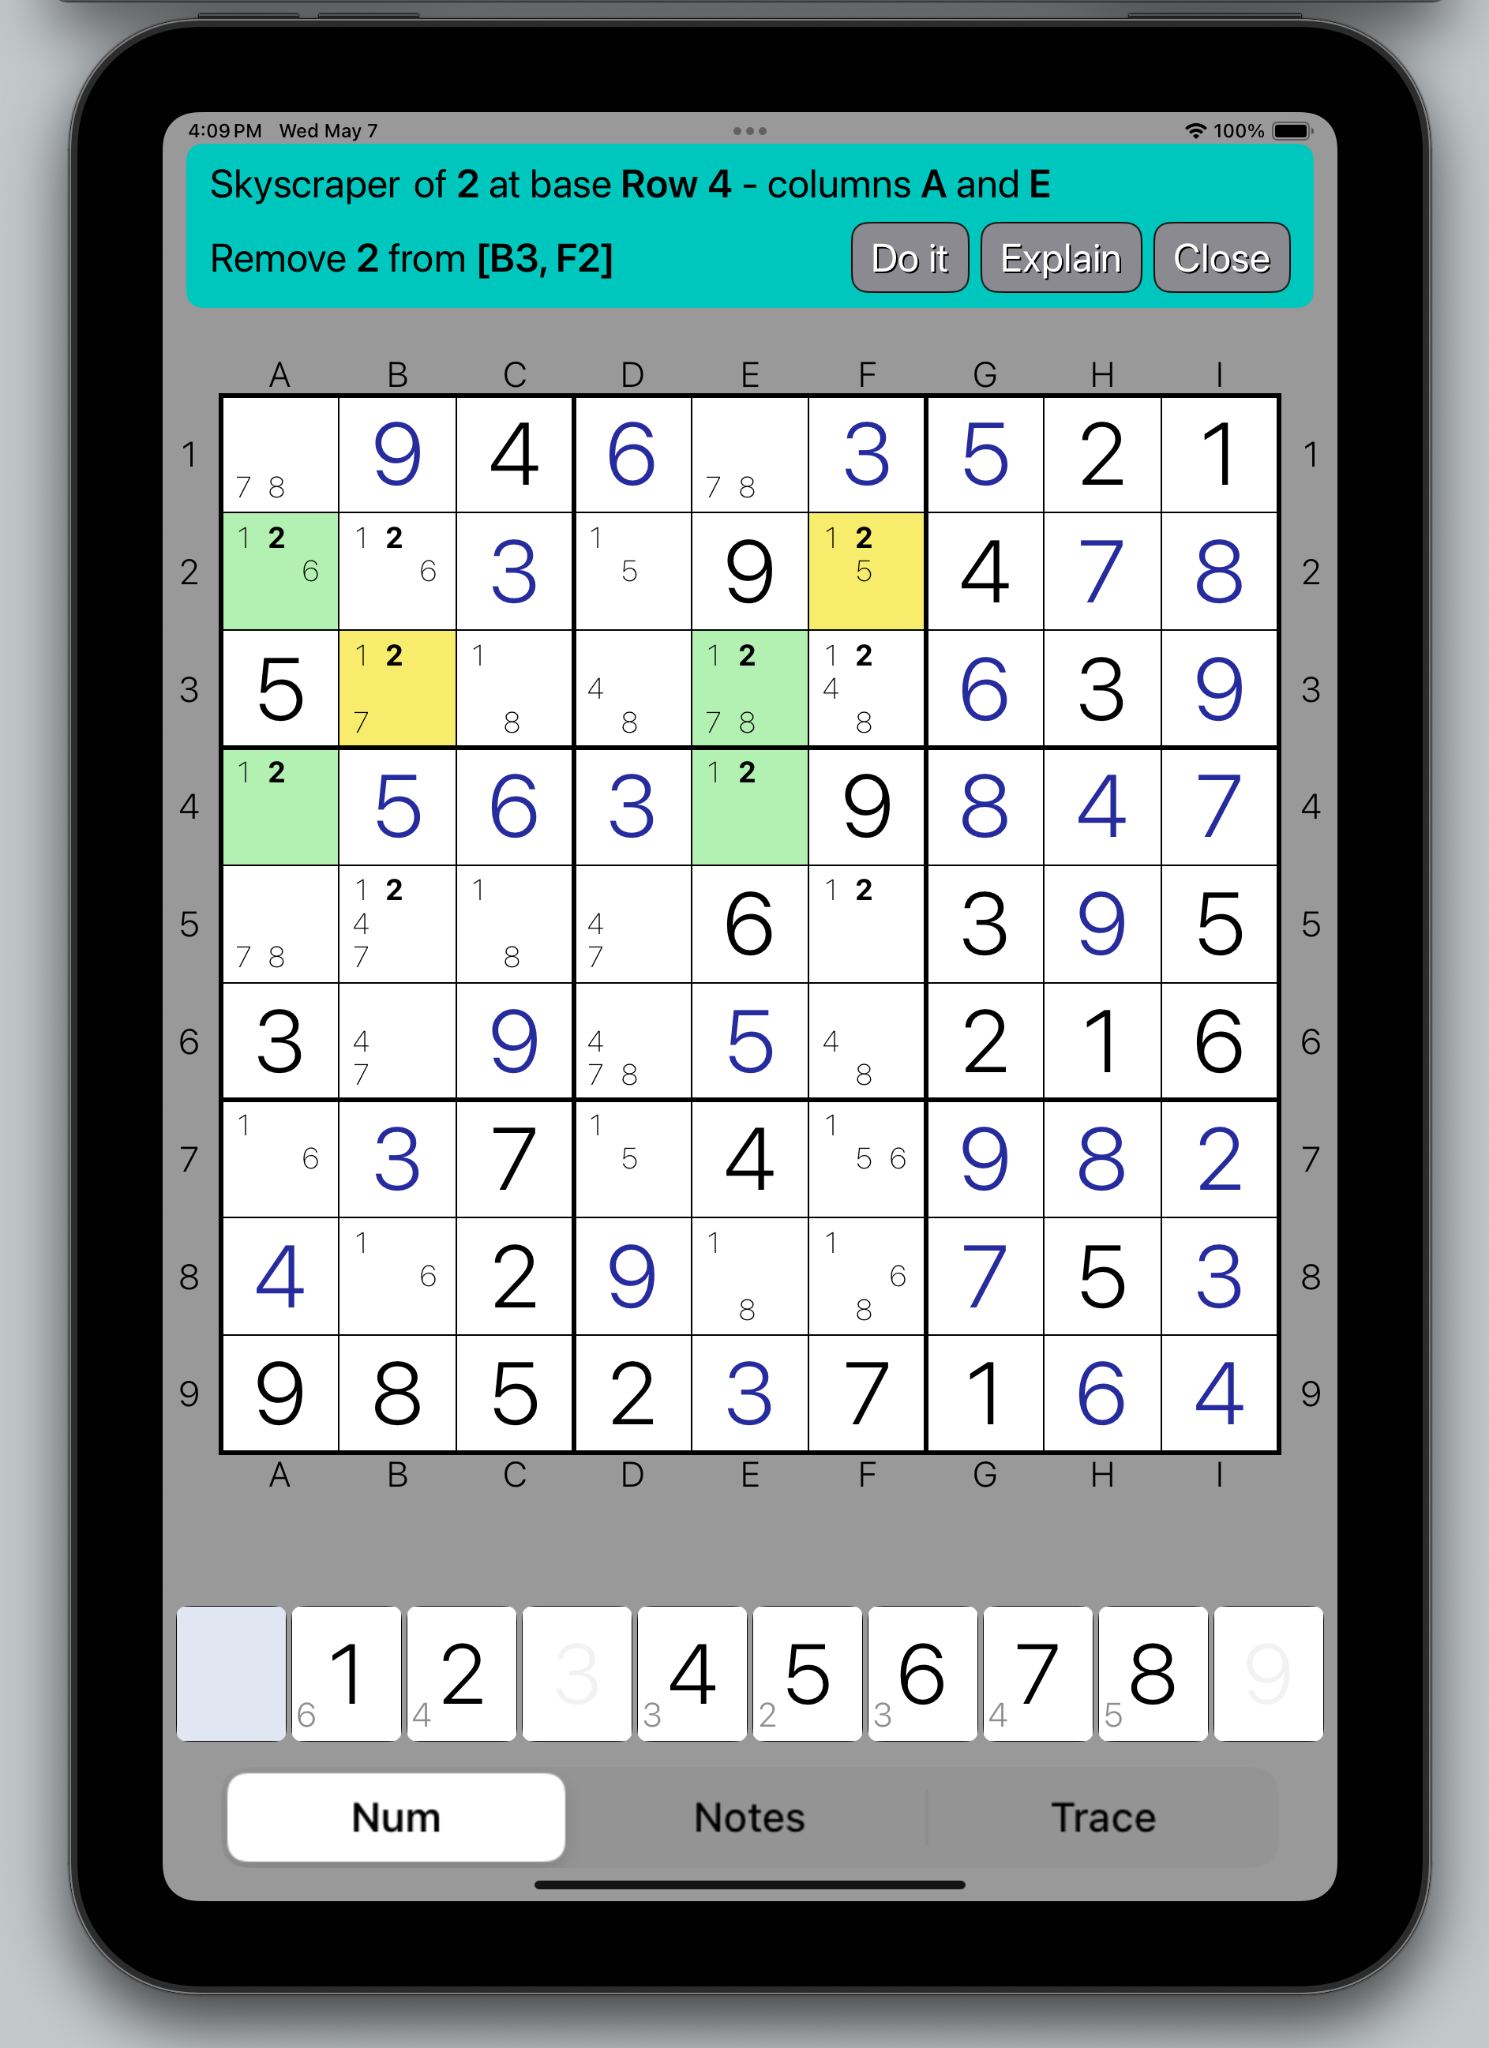 4:09 PM Wed May 7 100%
Skyscraper of 2 at base Row 4 - columns A and E
Remove 2 from [B3, F2] Do it Explain Close
A B C D E F G H I
1 7 8 9 4 6 7 8 3 5 2 1 1
2 1 2 6 1 2 6 3 1 5 9 1 2 5 4 7 8 2
3 5 1 2 7 1 8 4 8 1 2 7 8 1 2 4 8 6 3 9 3
4 1 2 5 6 3 1 2 9 8 4 7 4
5 7 8 1 2 4 7 1 8 4 7 6 1 2 3 9 5 5
6 3 4 7 9 4 7 8 5 4 8 2 1 6 6
7 1 6 3 7 1 5 4 1 5 6 9 8 2 7
8 4 1 6 2 9 1 8 1 6 8 7 5 3 8
9 9 8 5 2 3 7 1 6 4 9
A B C D E F G H I
1 6 2 4 3 4 3 5 2 6 3 7 4 8 5 9
Num Notes Trace